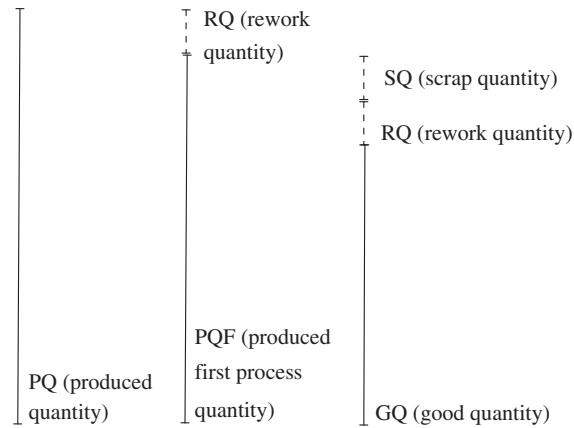 RQ (rework
quantity)
SQ (scrap quantity)
RQ (rework quantity)
PQF (produced
first process
quantity)
PQ (produced
quantity)
GQ (good quantity)